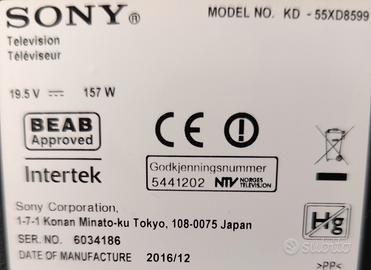 SONY®
MODEL NO. KD - 55XD8599
Television
Téléviseur
19.5 V ⎓ 157 W
BEAB
Approved
Intertek
CE
Godkjenningsnummer
5441202 NTV NORGES TELEVISJON
Sony Corporation,
1-7-1 Konan Minato-ku Tokyo, 108-0075 Japan
SER. NO. 6034186
DATE OF MANUFACTURE 2016/12
Hg
subito
>PP<